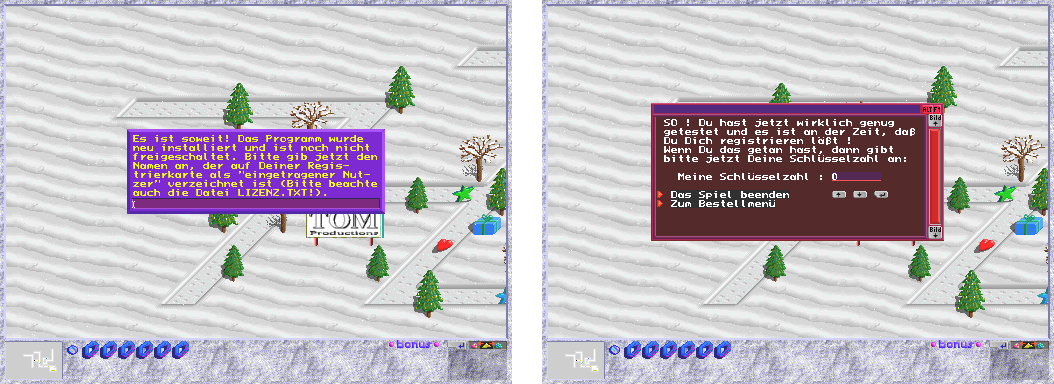 Es ist soweit! Das Programm wurde
neu installiert und ist noch nicht
freigeschaltet. Bitte gib jetzt den
Namen an, der auf Deiner Regis-
trierkarte als "eingetragener Nut-
zer" verzeichnet ist (Bitte beachte
auch die Datei LIZENZ.TXT!).
TOM
Productions
bonus
ALT F1
Bild
SO ! Du hast jetzt wirklich genug
getestet und es ist an der Zeit, daß
Du Dich registrieren läßt !
Wenn Du das getan hast, dann gibt
bitte jetzt Deine Schlüsselzahl an:
Meine Schlüsselzahl : 0
Das Spiel beenden
Zum Bestellmenü
Bild
bonus